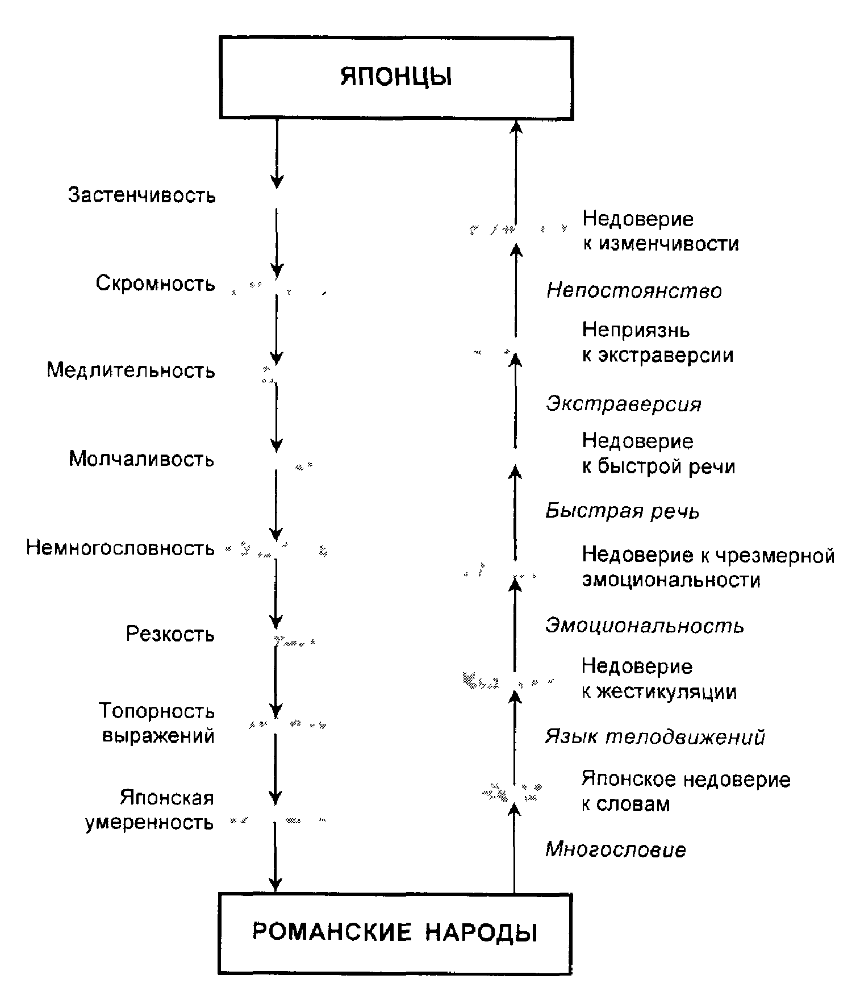 ЯПОНЦЫ
Застенчивость
Скромность
Медлительность
Молчаливость
Немногословность
Резкость
Топорность
выражений
Японская
умеренность
Недоверие
к изменчивости
Непостоянство
Неприязнь
к экстраверсии
Экстраверсия
Недоверие
к быстрой речи
Быстрая речь
Недоверие к чрезмерной
эмоциональности
Эмоциональность
Недоверие
к жестикуляции
Язык телодвижений
Японское недоверие
к словам
Многословие
РОМАНСКИЕ НАРОДЫ